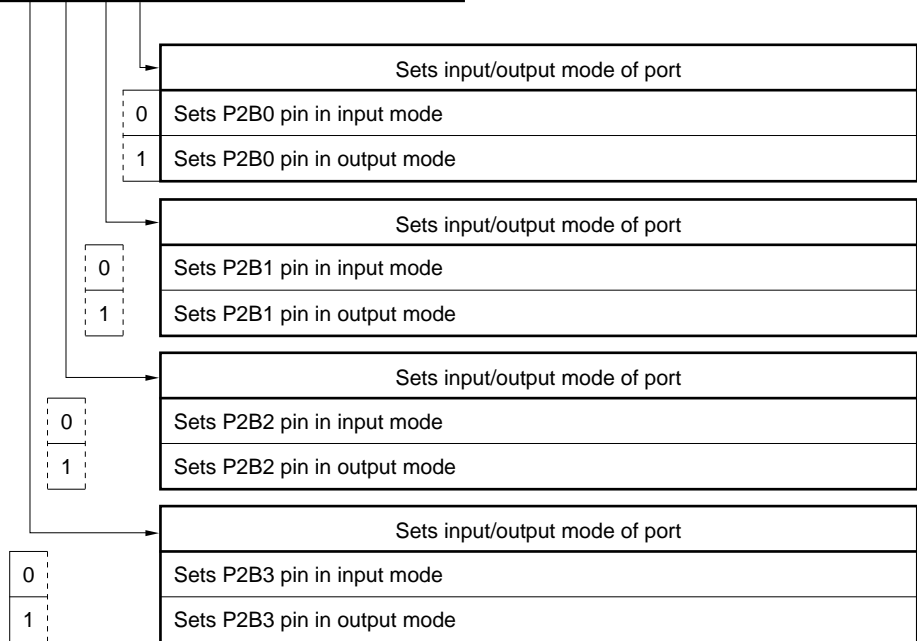 Sets input/output mode of port
0 Sets P2B0 pin in input mode
1 Sets P2B0 pin in output mode
Sets input/output mode of port
0 Sets P2B1 pin in input mode
1 Sets P2B1 pin in output mode
Sets input/output mode of port
0 Sets P2B2 pin in input mode
1 Sets P2B2 pin in output mode
Sets input/output mode of port
0 Sets P2B3 pin in input mode
1 Sets P2B3 pin in output mode